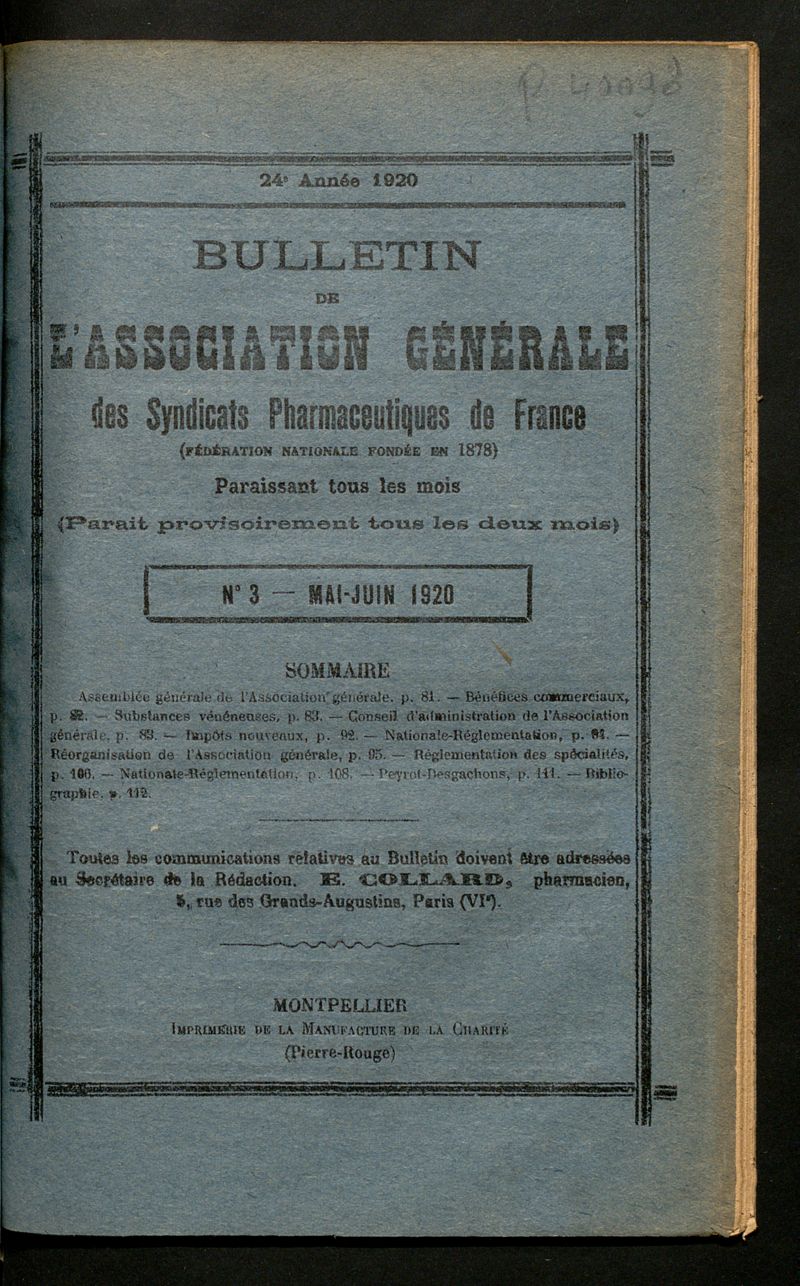 p 41098
24e Année 1920
BULLETIN
DE
L'ASSOCIATION GÉNÉRALE
des Syndicats Pharmaceutiques de France
(FÉDÉRATION NATIONALE FONDÉE EN 1878)
Paraissant tous les mois
(Parait provisoirement tous les deux mois)
N° 3 — MAI-JUIN 1920
SOMMAIRE
Assemblée générale de l'Association générale, p. 81. — Bénéfices commerciaux,
p. 82. — Substances vénéneuses, p. 83. — Conseil d'administration de l'Association
générale, p. 83. — Impôts nouveaux, p. 92. — Nationale-Réglementation, p. 94. —
Réorganisation de l'Association générale, p. 95. — Réglementation des spécialités,
p. 106. — Nationale-Réglementation, p. 108. — Peyrot-Desgachons, p. 111. — Biblio-
graphie, p. 112.
Toutes les communications relatives au Bulletin doivent être adressées
au Secrétaire de la Rédaction, E. COLLARD, pharmacien,
5, rue des Grands-Augustins, Paris (VIe).
MONTPELLIER
IMPRIMERIE DE LA MANUFACTURE DE LA CHARITÉ
(Pierre-Rouge)